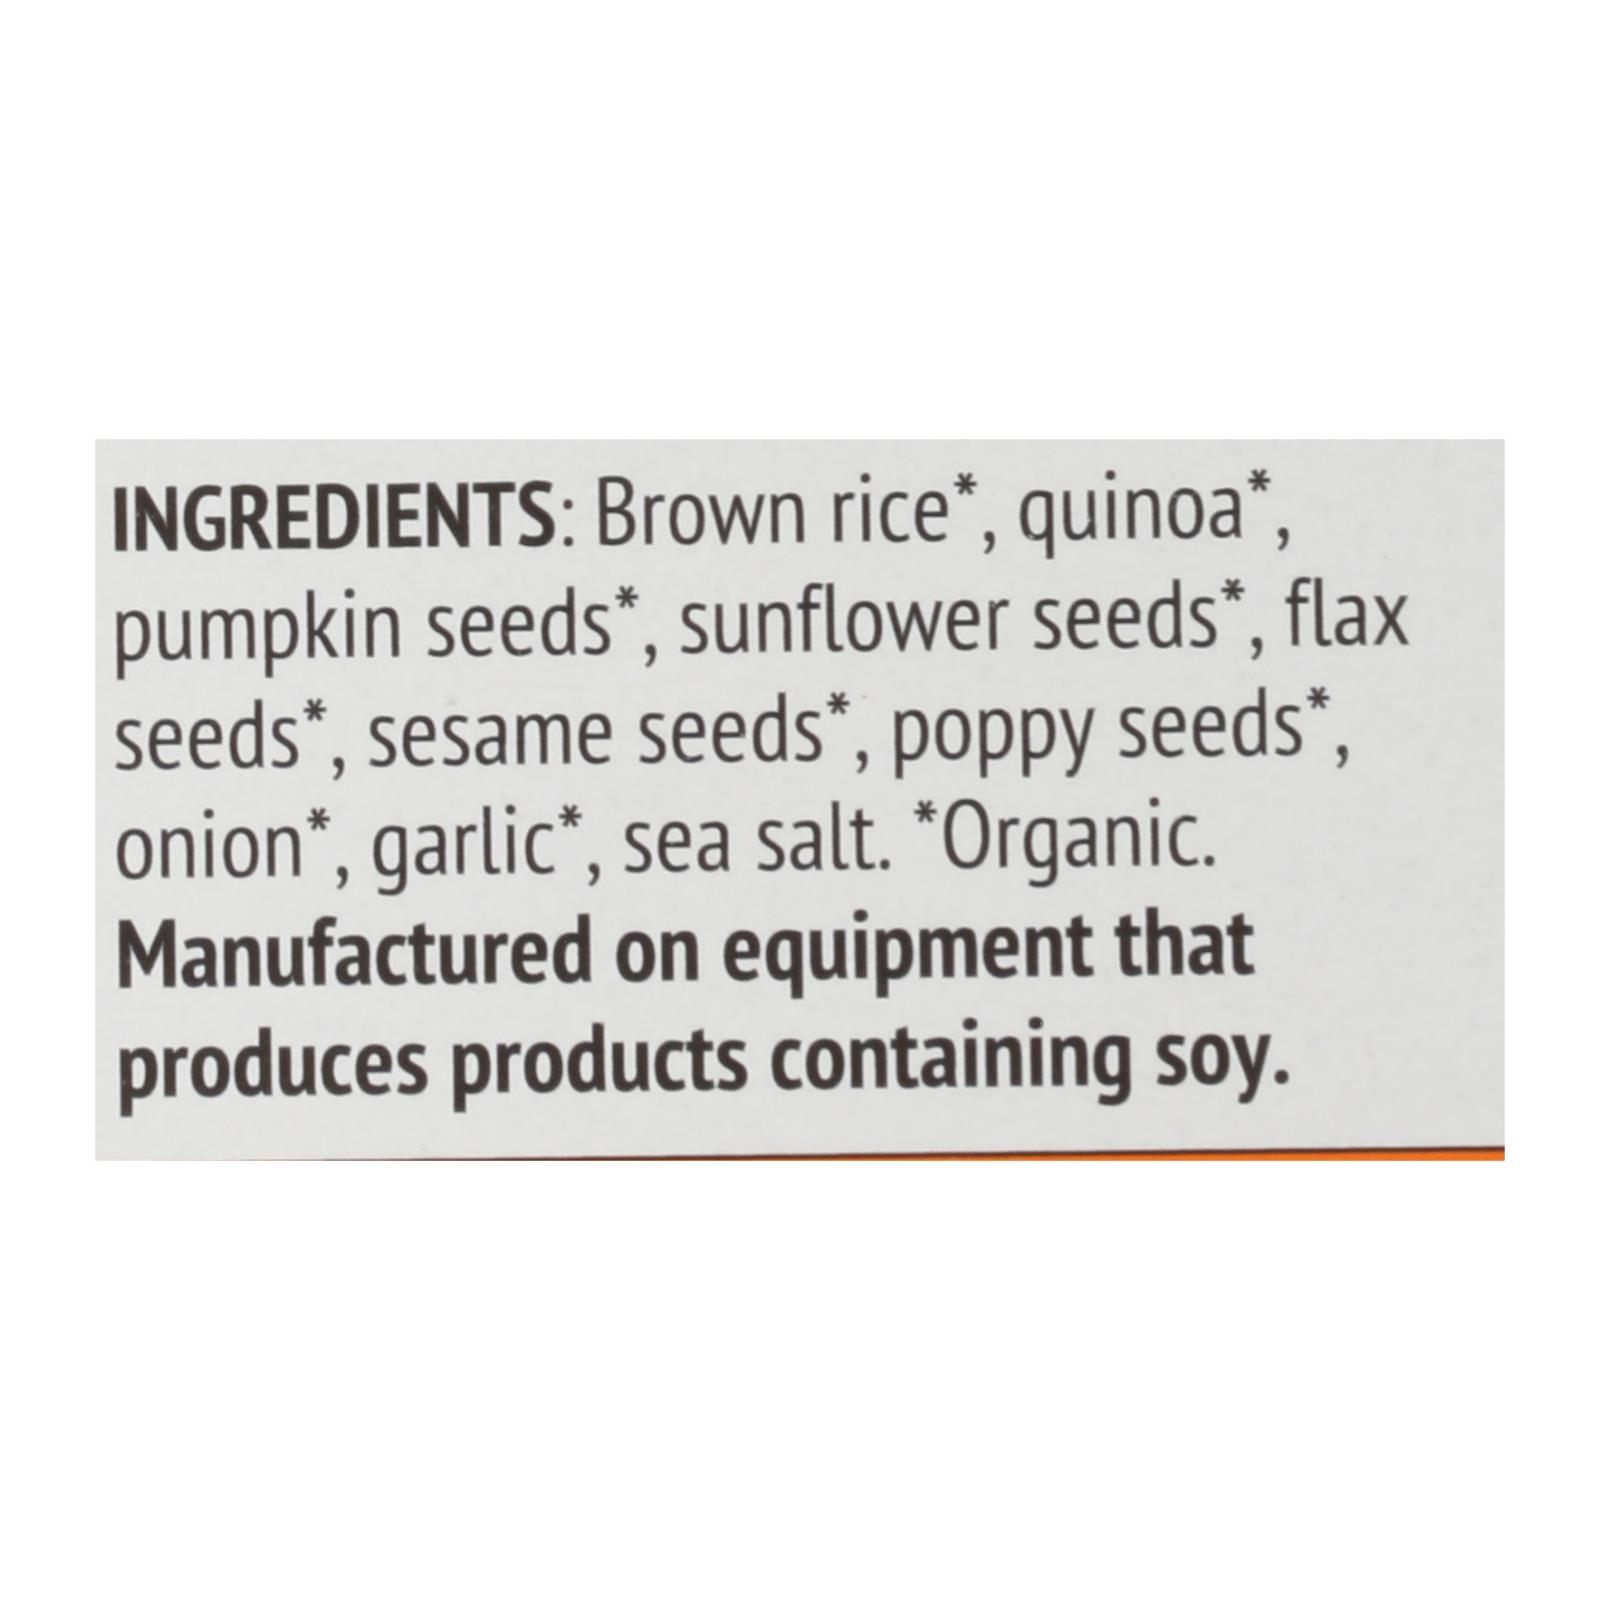 INGREDIENTS: Brown rice*, quinoa*,
pumpkin seeds*, sunflower seeds*, flax
seeds*, sesame seeds*, poppy seeds*,
onion*, garlic*, sea salt. *Organic.
Manufactured on equipment that
produces products containing soy.